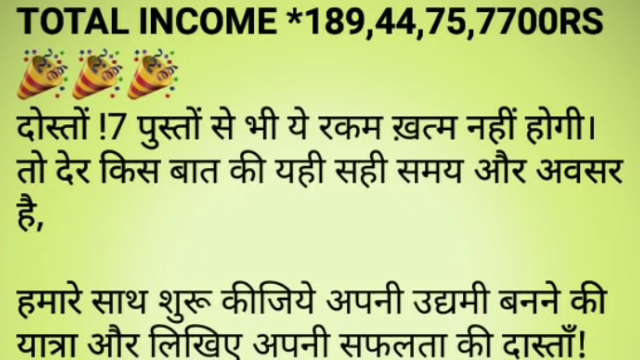 TOTAL INCOME *189,44,75,7700RS
🎉🎉🎉
दोस्तों !7 पुस्तों से भी ये रकम ख़त्म नहीं होगी।
तो देर किस बात की यही सही समय और अवसर
है,
हमारे साथ शुरू कीजिये अपनी उद्यमी बनने की
यात्रा और लिखिए अपनी सफलता की दास्ताँ!